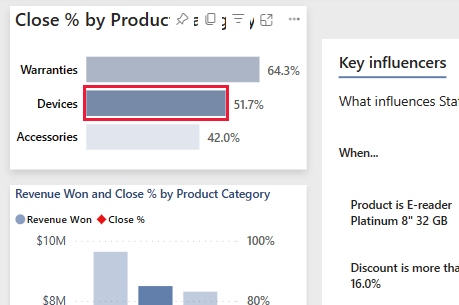 Close % by Product
Warranties 64.3%
Devices 51.7%
Accessories 42.0%
Revenue Won and Close % by Product Category
Revenue Won Close %
$10M 100%
$8M 80%
Key influencers
What influences Sta
When...
Product is E-reader
Platinum 8" 32 GB
Discount is more tha
16.0%